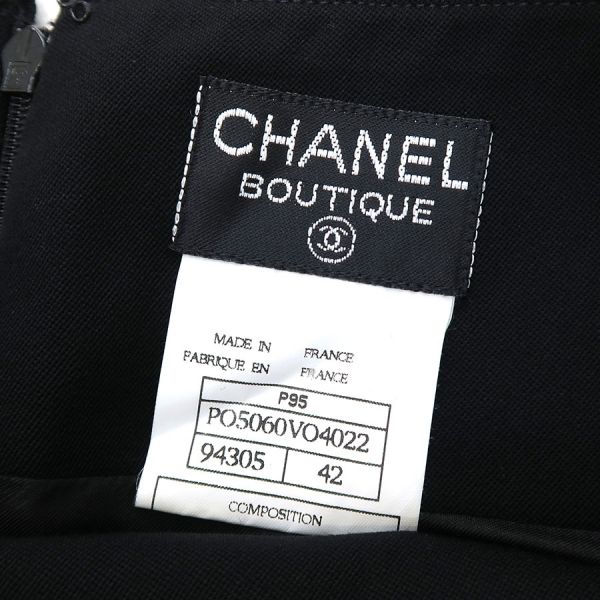 CHANEL
BOUTIQUE
MADE IN FRANCE
FABRIQUE EN FRANCE
P95
PO5060VO4022
94305 42
COMPOSITION